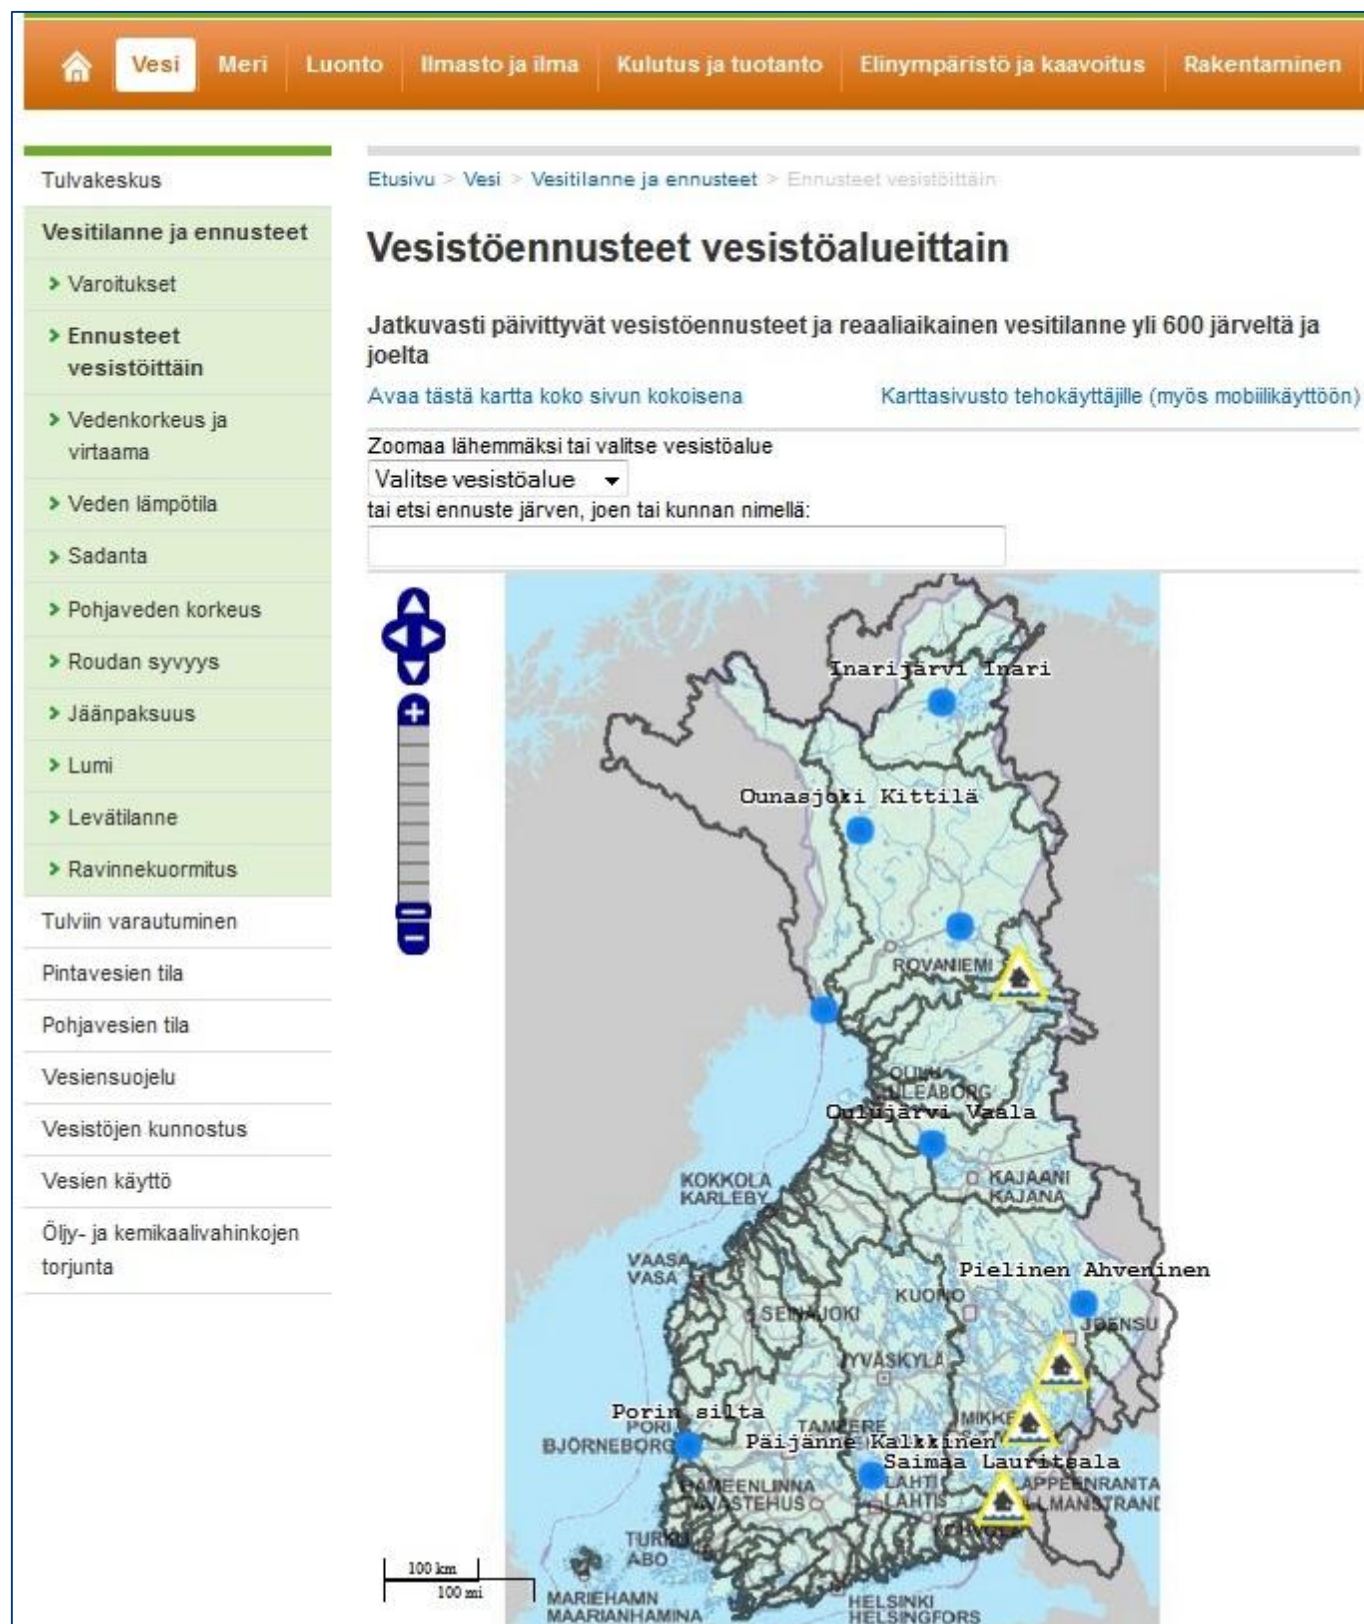 Vesi Meri Luonto Ilmasto ja ilma Kulutus ja tuotanto Elinympäristö ja kaavoitus Rakentaminen
Tulvakeskus
Vesitilanne ja ennusteet
Varoitukset
Ennusteet
vesistöittäin
Vedenkorkeus ja
virtaama
Veden lämpötila
Sadanta
Pohjaveden korkeus
Roudan syvyys
Jäänpaksuus
Lumi
Levätilanne
Ravinnekuormitus
Tulviin varautuminen
Pintavesien tila
Pohjavesien tila
Vesiensuojelu
Vesistöjen kunnostus
Vesien käyttö
Öljy- ja kemikaalivahinkojen
torjunta
Etusivu > Vesi > Vesitilanne ja ennusteet > Ennusteet vesistöittäin
Vesistöennusteet vesistöalueittain
Jatkuvasti päivittyvät vesistöennusteet ja reaaliaikainen vesitilanne yli 600 järveltä ja
joelta
Avaa tästä kartta koko sivun kokoisena Karttasivusto tehokäyttäjille (myös mobiilikäyttöön)
Zoomaa lähemmäksi tai valitse vesistöalue
Valitse vesistöalue
tai etsi ennuste järven, joen tai kunnan nimellä:
Inarijärvi Inari
Ounasjoki Kittilä
ROVANIEMI
OULU
ULEÅBORG
Oulujärvi Vaala
KAJAANI
KAJANA
KOKKOLA
KARLEBY
VAASA
VASA
Pielinen Ahveninen
KUOPIO
SEINÄJOKI
JOENSU
JYVÄSKYLÄ
Porin silta
PORI
BJÖRNEBORG
TAMPERE
MIKKE
Päijänne Kalkkinen
Saimaa Lauritsala
HÄMEENLINNA
TAVASTEHUS
LAHTI
LAHTIS
LAPPEENRANTA
LLMANSTRAND
TURKU
ÅBO
100 km
100 mi
MARIEHAMN
MAARIANHAMINA
HELSINKI
HELSINGFORS